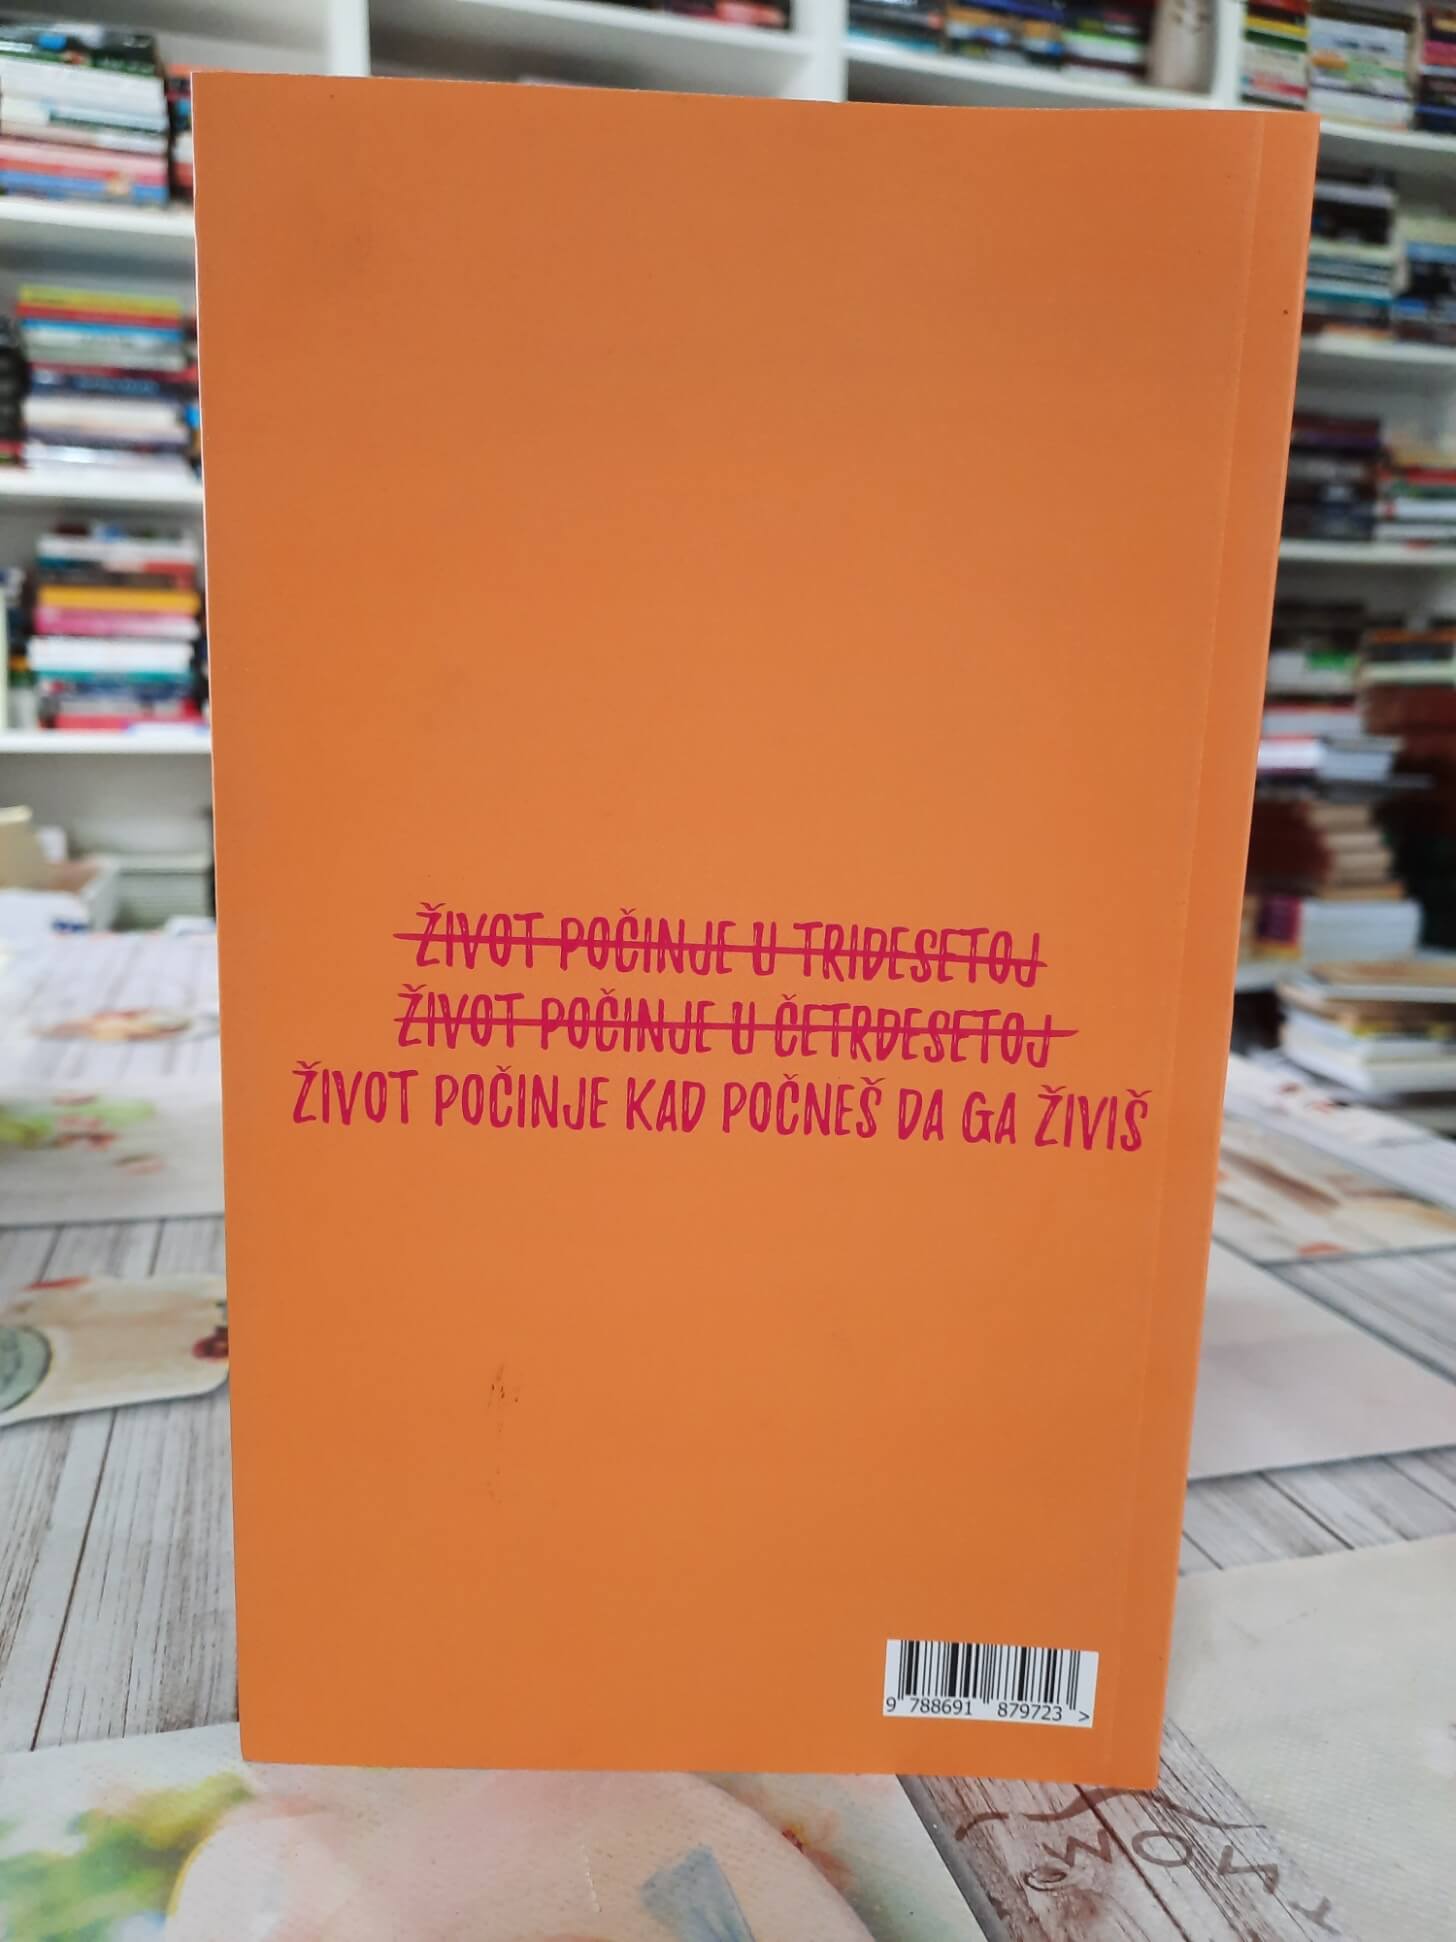 ŽIVOT POČINJE U TRIDESETOJ
ŽIVOT POČINJE U ČETRDESETOJ
ŽIVOT POČINJE KAD POČNEŠ DA GA ŽIVIŠ
9 788691 879723 >